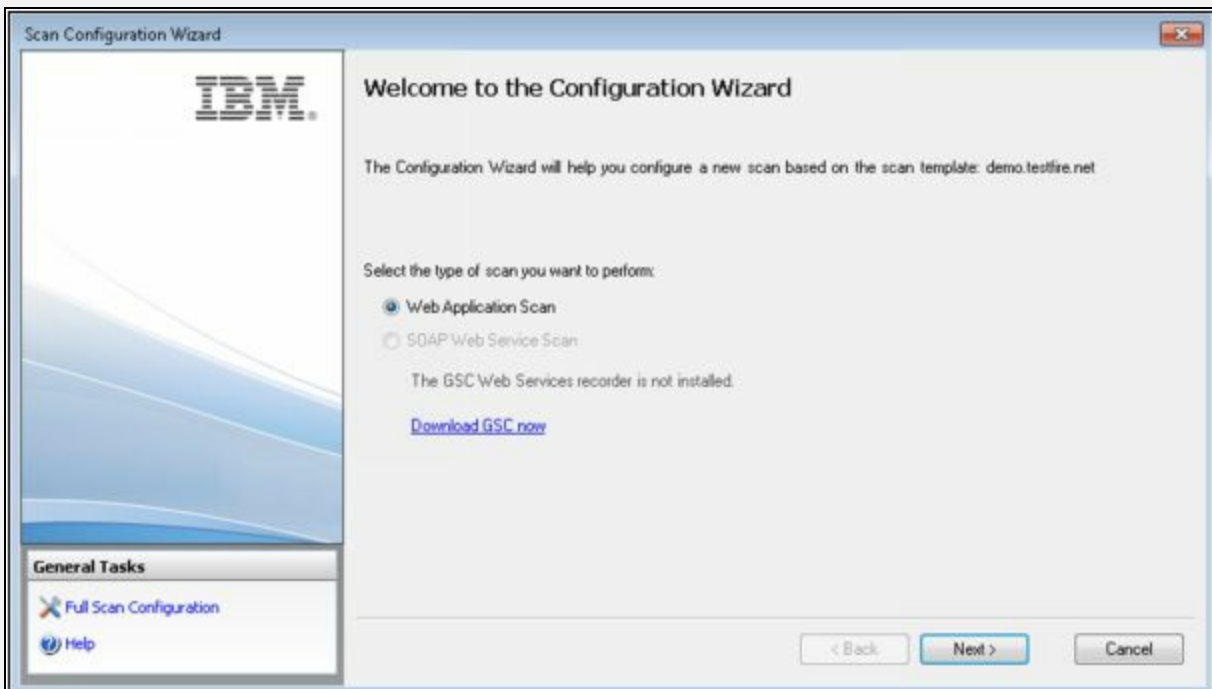 Scan Configuration Wizard
IBM.
Welcome to the Configuration Wizard
The Configuration Wizard will help you configure a new scan based on the scan template: demo.testfire.net
Select the type of scan you want to perform:
Web Application Scan
SOAP Web Service Scan
The GSC Web Services recorder is not installed.
Download GSC now
General Tasks
Full Scan Configuration
Help
< Back
Next >
Cancel